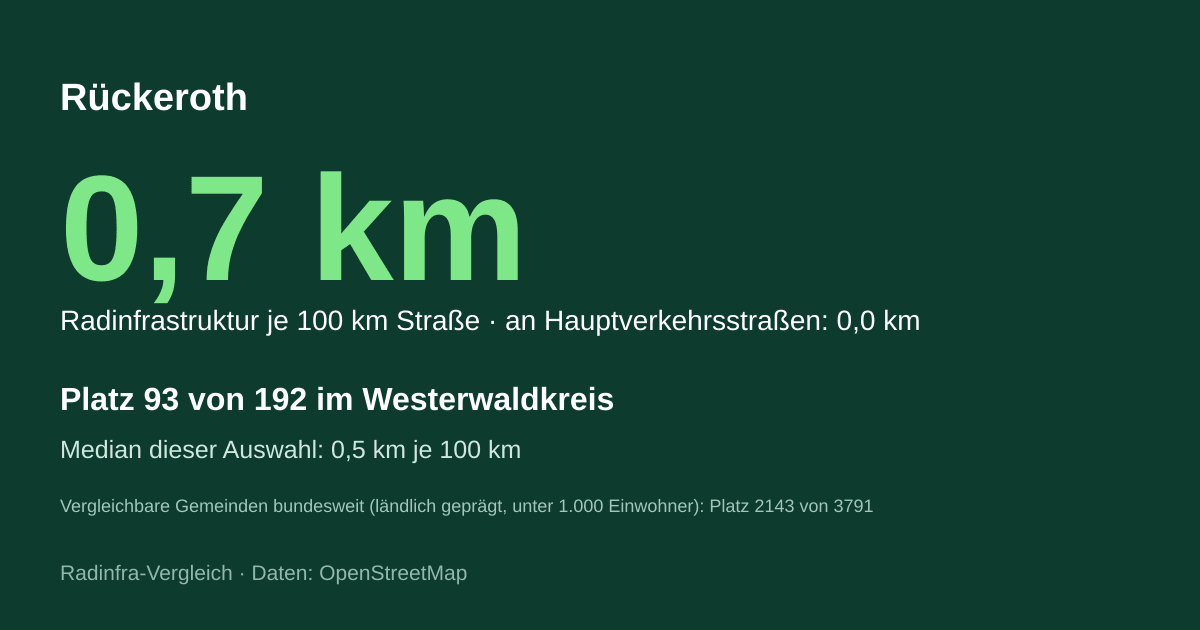 Rückeroth
0,7 km
Radinfrastruktur je 100 km Straße · an Hauptverkehrsstraßen: 0,0 km
Platz 93 von 192 im Westerwaldkreis
Median dieser Auswahl: 0,5 km je 100 km
Vergleichbare Gemeinden bundesweit (ländlich geprägt, unter 1.000 Einwohner): Platz 2143 von 3791
Radinfra-Vergleich · Daten: OpenStreetMap